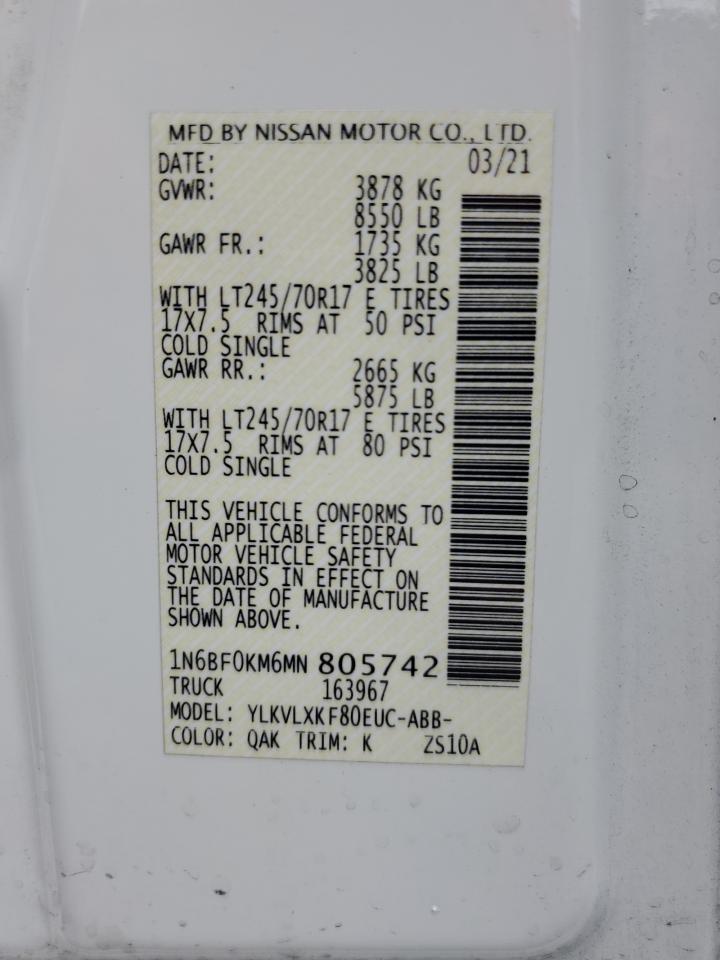 MFD BY NISSAN MOTOR CO., LTD.
DATE: 03/21
GVWR: 3878 KG
8550 LB
GAWR FR.: 1735 KG
3825 LB
WITH LT245/70R17 E TIRES
17X7.5 RIMS AT 50 PSI
COLD SINGLE
GAWR RR.: 2665 KG
5875 LB
WITH LT245/70R17 E TIRES
17X7.5 RIMS AT 80 PSI
COLD SINGLE
THIS VEHICLE CONFORMS TO
ALL APPLICABLE FEDERAL
MOTOR VEHICLE SAFETY
STANDARDS IN EFFECT ON
THE DATE OF MANUFACTURE
SHOWN ABOVE.
1N6BF0KM6MN 805742
TRUCK 163967
MODEL: YLKVLXKF80EUC-ABB-
COLOR: QAK TRIM: K ZS10A